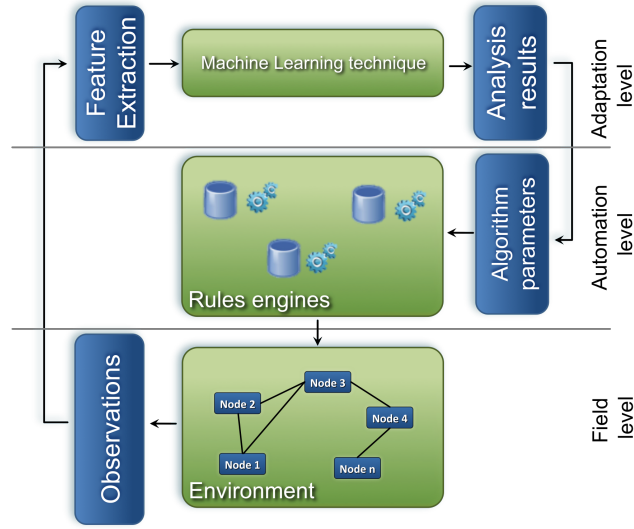 Feature
Extraction
Machine Learning technique
Analysis
results
Adaptation
level
Rules engines
Algorithm
parameters
Automation
level
Observations
Node 3
Node 2
Node 4
Node 1
Node n
Environment
Field
level